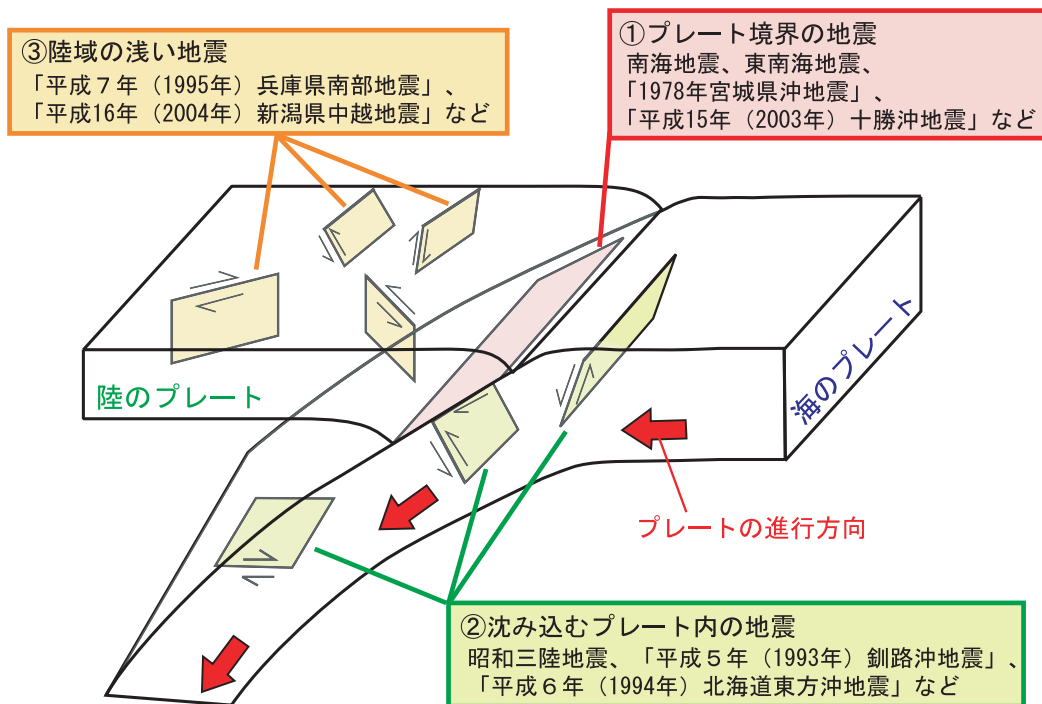 ③陸域の浅い地震
「平成７年（1995年）兵庫県南部地震」、
「平成16年（2004年）新潟県中越地震」など
①プレート境界の地震
南海地震、東南海地震、
「1978年宮城県沖地震」、
「平成15年（2003年）十勝沖地震」など
陸のプレート
海のプレート
プレートの進行方向
②沈み込むプレート内の地震
昭和三陸地震、「平成５年（1993年）釧路沖地震」、
「平成６年（1994年）北海道東方沖地震」など